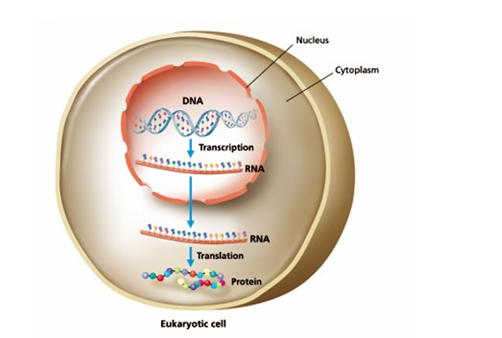 Nucleus
Cytoplasm
DNA
Transcription
RNA
RNA
Translation
Protein
Eukaryotic cell